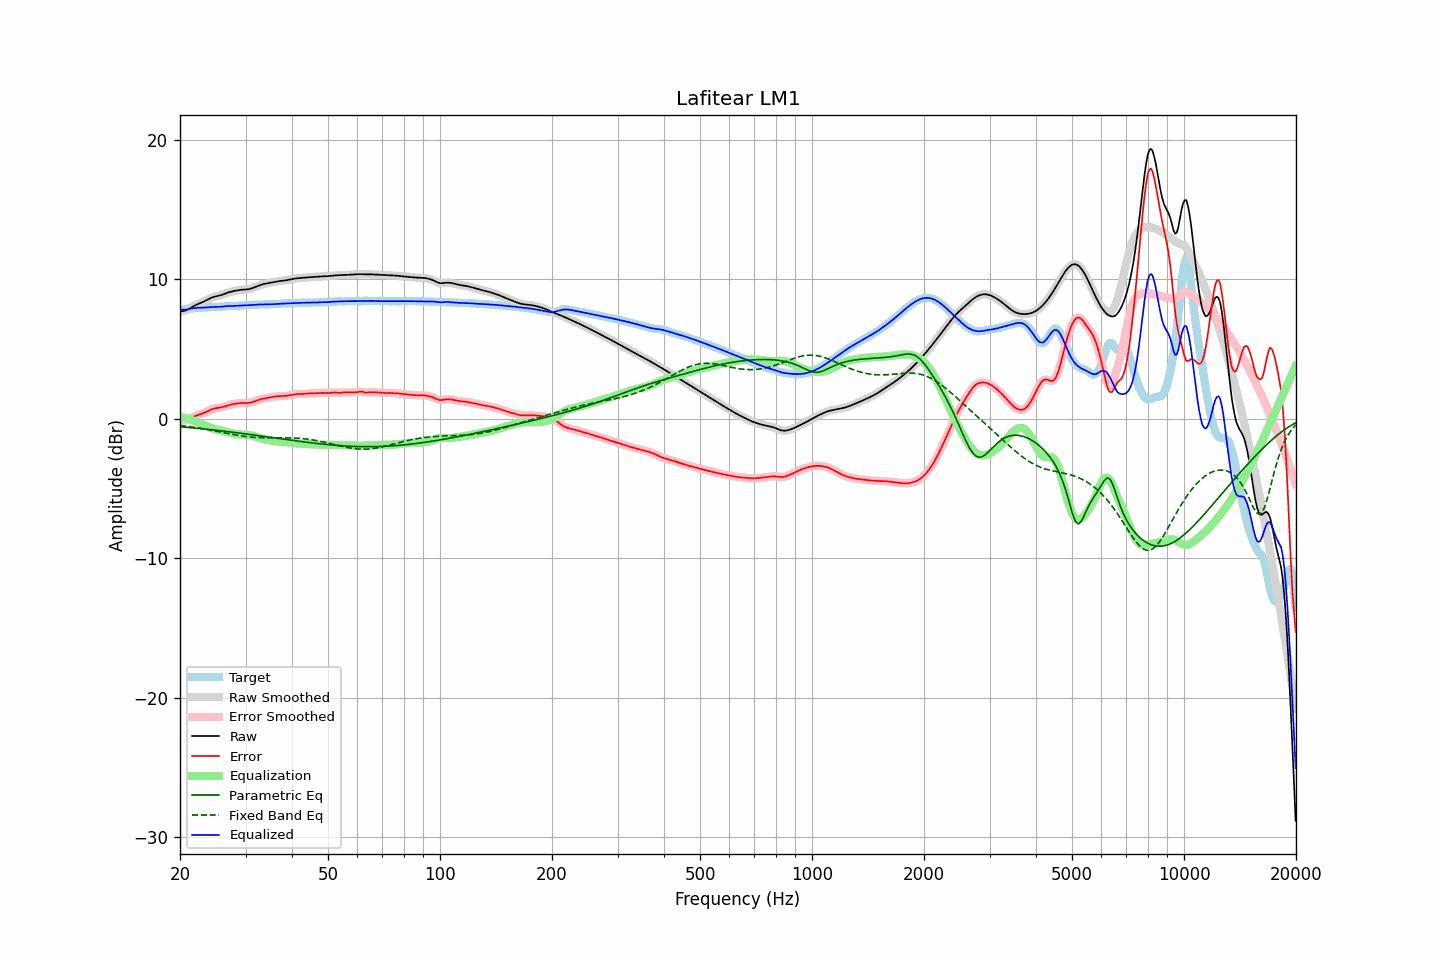 Lafitear LM1
Amplitude (dBr)
20
10
0
−10
−20
−30
Target
Raw Smoothed
Error Smoothed
Raw
Error
Equalization
Parametric Eq
Fixed Band Eq
Equalized
20 50 100 200 500 1000 2000 5000 10000 20000
Frequency (Hz)